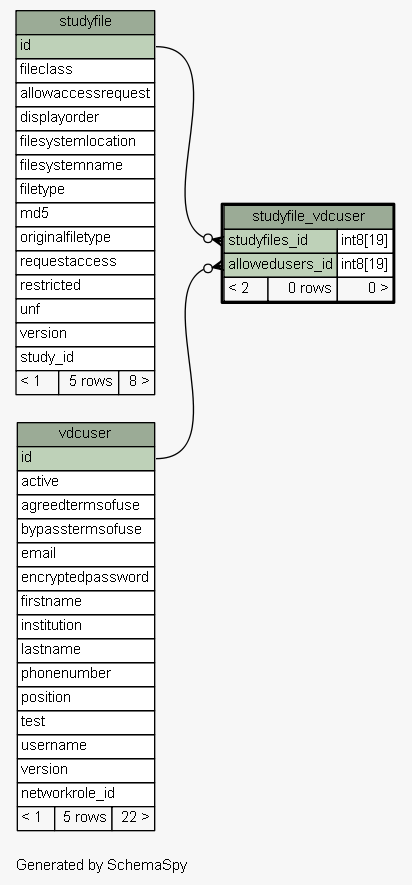 studyfile
id
fileclass
allowaccessrequest
displayorder
filesystemlocation
filesystemname
filetype
md5
originalfiletype
requestaccess
restricted
unf
version
study_id
< 1 5 rows 8 >
studyfile_vdcuser
studyfiles_id int8[19]
allowedusers_id int8[19]
< 2 0 rows 0 >
vdcuser
id
active
agreedtermsofuse
bypasstermsofuse
email
encryptedpassword
firstname
institution
lastname
phonenumber
position
test
username
version
networkrole_id
< 1 5 rows 22 >
Generated by SchemaSpy